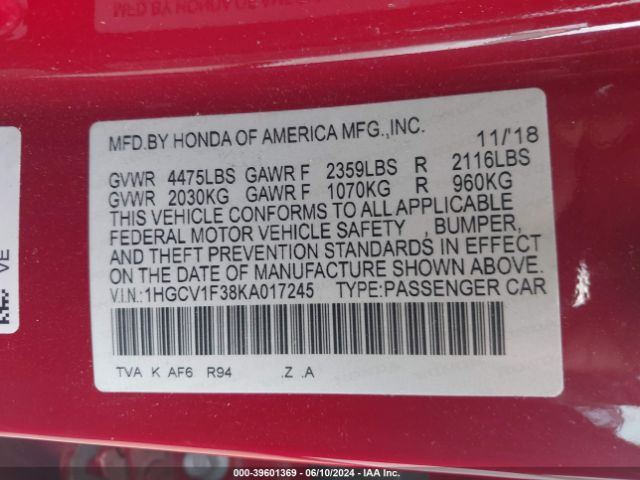 MFD.BY HONDA OF AMERICA MFG.,INC. 11/'18
GVWR 4475LBS GAWR F 2359LBS R 2116LBS
GVWR 2030KG GAWR F 1070KG R 960KG
THIS VEHICLE CONFORMS TO ALL APPLICABLE
FEDERAL MOTOR VEHICLE SAFETY , BUMPER,
AND THEFT PREVENTION STANDARDS IN EFFECT
ON THE DATE OF MANUFACTURE SHOWN ABOVE.
V.I.N.:1HGCV1F38KA017245 TYPE:PASSENGER CAR
TVA K AF6 R94 .Z .A
VE
000-39601369 - 06/10/2024 - IAA Inc.